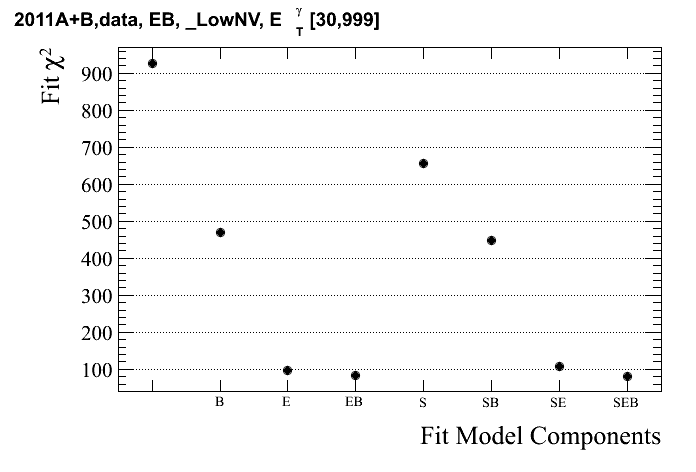 2011A+B,data, EB, _LowNV, E γ T [30,999]
Fit χ²
900
800
700
600
500
400
300
200
100
B E EB S SB SE SEB
Fit Model Components